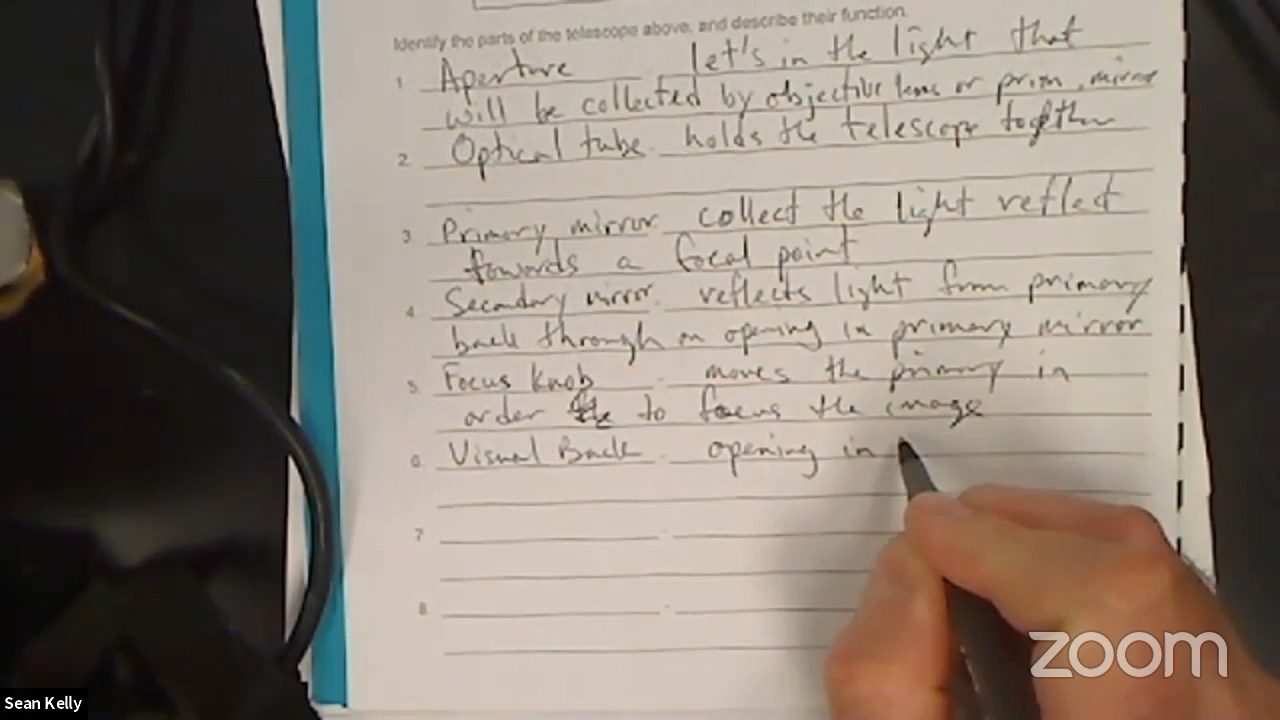 Identify the parts of the telescope above, and describe their function.
1 Aperture let's in the light that
will be collected by objective lens or prim. mirror
2 Optical tube. holds the telescope together
3 Primary mirror collect the light reflect
towards a focal point
4 Secondary mirror. reflects light from primary
back through an opening in primary mirror
5 Focus knob - moves the primary in
order to focus the image
6 Visual Back - opening in
7 -
8 -
zoom
Sean Kelly